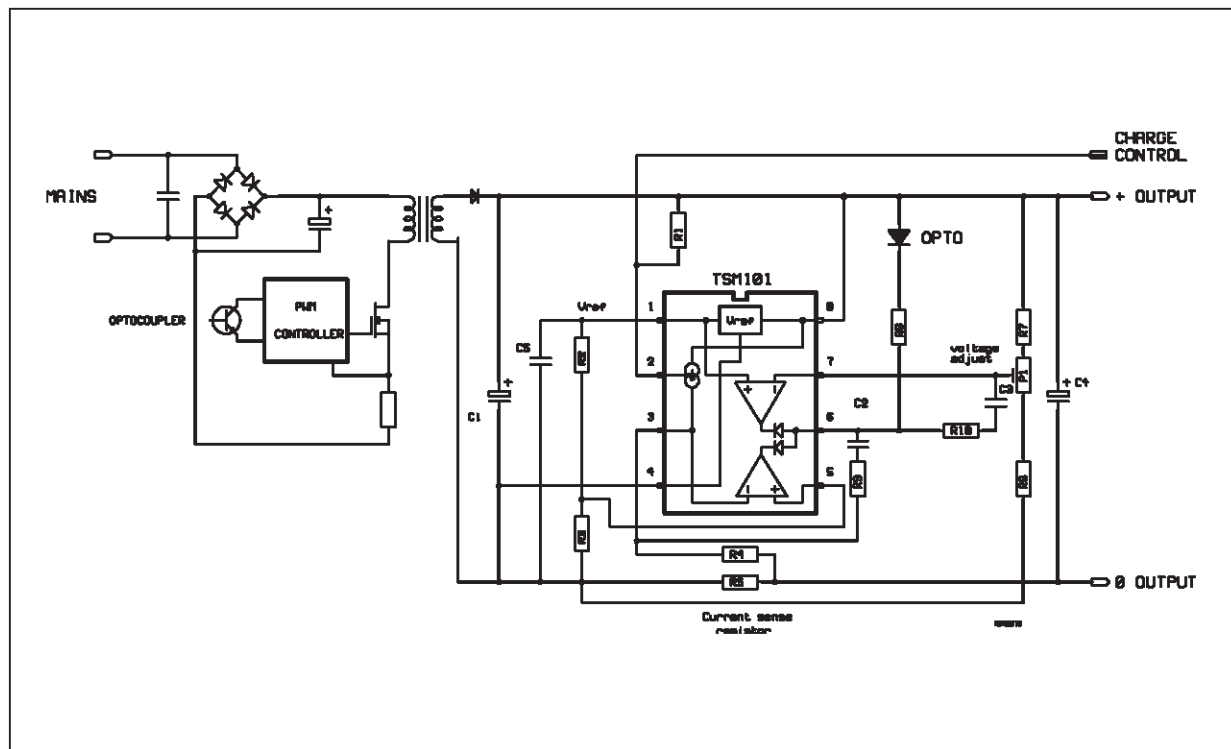 CHARGE
CONTROL
MAINS
+
+ OUTPUT
R1
OPTO
TSM101
OPTOCOUPLER
PWM
CONTROLLER
Vref
1
Vref
8
C5
R2
R6
R7
2
7
voltage
adjust
P1
+
C1
+
-
C3
+
C4
3
C2
6
R10
4
5
R9
R8
-
+
R3
R4
R5
0 OUTPUT
Current sense
resistor